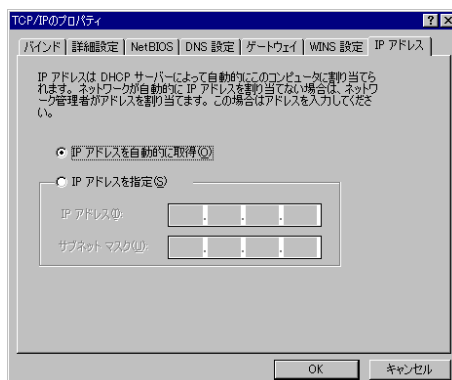 TCP/IPのプロパティ
バインド 詳細設定 NetBIOS DNS 設定 ゲートウェイ WINS 設定 IP アドレス
IP アドレスは DHCP サーバーによって自動的にこのコンピュータに割り当てら
れます。ネットワークが自動的に IP アドレスを割り当てない場合は、ネットワ
ーク管理者がアドレスを割り当てます。この場合はアドレスを入力してくださ
い。
IP アドレスを自動的に取得(O)
IP アドレスを指定(S)
IP アドレス(I):
サブネット マスク(U):
OK キャンセル